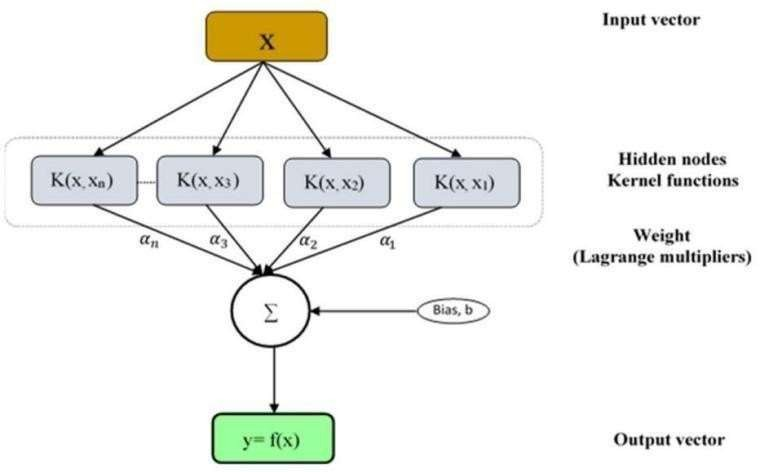 X
Input vector
K(x, xₙ)
K(x, x₃)
K(x, x₂)
K(x, x₁)
Hidden nodes
Kernel functions
αₙ
α₃
α₂
α₁
Weight
(Lagrange multipliers)
Σ
Bias, b
y= f(x)
Output vector